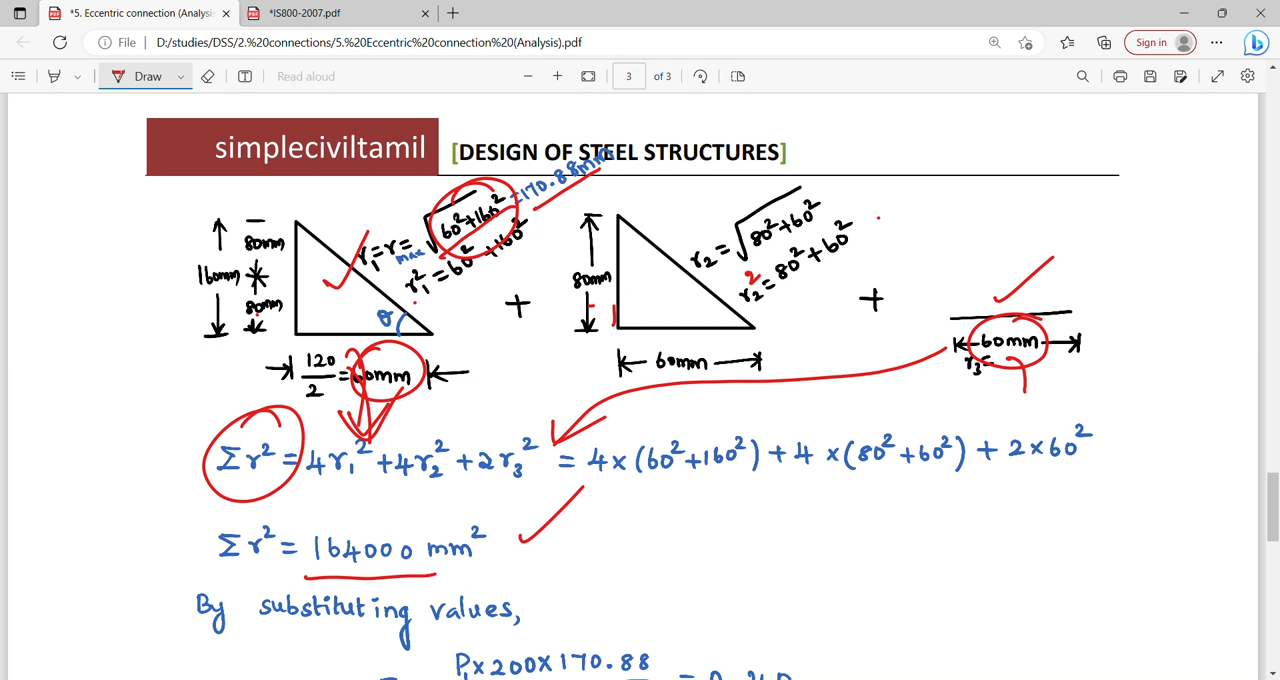 *5. Eccentric connection (Analysis
*IS800-2007.pdf
File
D:/studies/DSS/2.%20connections/5.%20Eccentric%20connection%20(Analysis).pdf
Sign in
Draw
Read aloud
3 of 3
simpleciviltamil
[DESIGN OF STEEL STRUCTURES]
80mm
160mm
80mm
r₁=r max=√60²+160² =170.88mm
r₁²=60²+160²
θ
120/2=60mm
+
80mm
r₂=√80²+60²
r₂²=80²+60²
60mm
+
60mm
r₃=
Σr²=4r₁²+4r₂²+2r₃² = 4×(60²+160²)+4×(80²+60²)+2×60²
Σr²=164000 mm²
By substituting values,
P₁×200×170.88